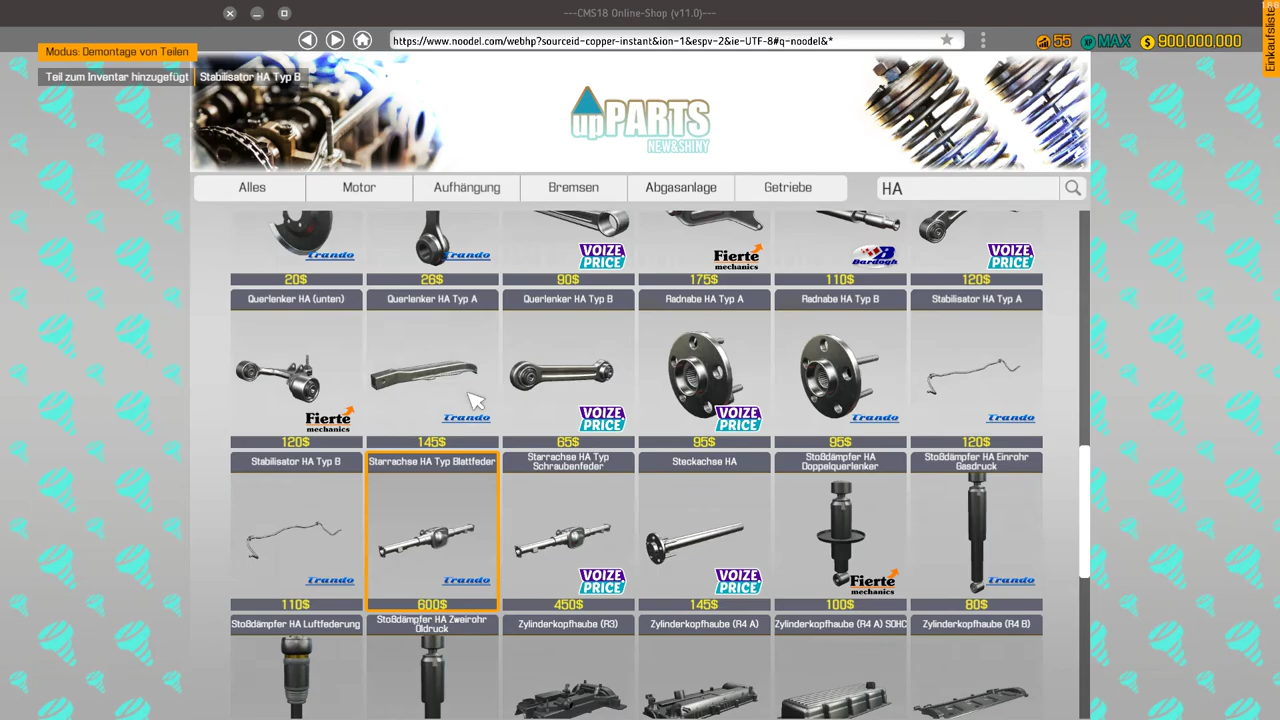 ---CMS18 Online-Shop (v11.0)---
https://www.noodel.com/webhp?sourceid-copper-instant&ion-1&espv-2&ie-UTF-8#q-noodel&*
55 XP MAX $ 900,000,000
Einkaufsliste
Modus: Demontage von Teilen
Teil zum Inventar hinzugefügt Stabilisator HA Typ B
upPARTS
NEW&SHINY
Alles Motor Aufhängung Bremsen Abgasanlage Getriebe HA
Trando Trando VOIZE PRICE Fierte mechanics Bardogh VOIZE PRICE
20$ 26$ 90$ 175$ 110$ 120$
Querlenker HA (unten) Querlenker HA Typ A Querlenker HA Typ B Radnabe HA Typ A Radnabe HA Typ B Stabilisator HA Typ A
Fierte mechanics Trando VOIZE PRICE VOIZE PRICE Trando Trando
120$ 145$ 65$ 95$ 95$ 120$
Stabilisator HA Typ B Starrachse HA Typ Blattfeder Starrachse HA Typ Schraubenfeder Steckachse HA Stoßdämpfer HA Doppelquerlenker Stoßdämpfer HA Einrohr Gasdruck
Trando Trando VOIZE PRICE VOIZE PRICE Fierte mechanics Trando
110$ 600$ 450$ 145$ 100$ 80$
Stoßdämpfer HA Luftfederung Stoßdämpfer HA Zweirohr Öldruck Zylinderkopfhaube (R3) Zylinderkopfhaube (R4 A) Zylinderkopfhaube (R4 A) SOHC Zylinderkopfhaube (R4 B)